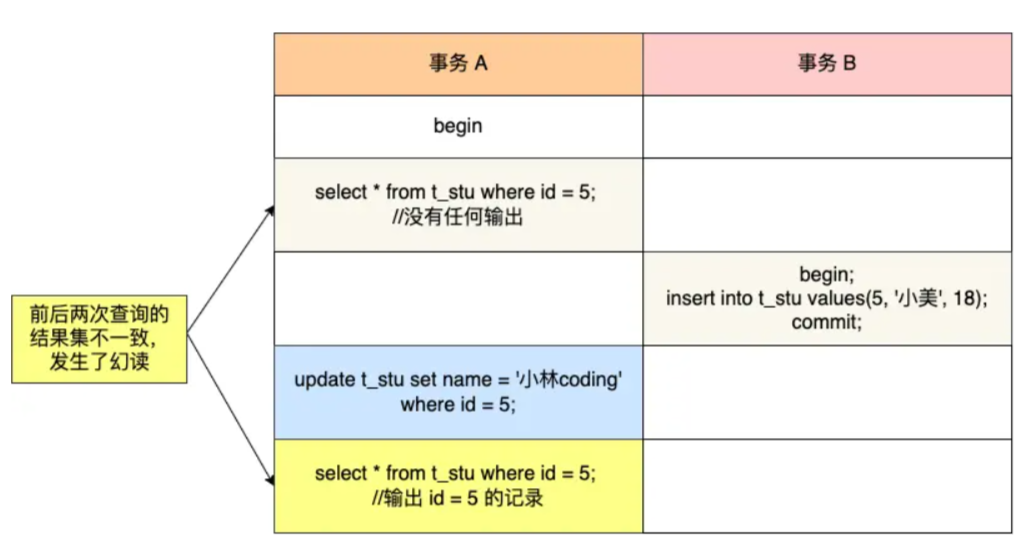 事务 A
事务 B
begin
select * from t_stu where id = 5;
//没有任何输出
begin;
insert into t_stu values(5, '小美', 18);
commit;
前后两次查询的
结果集不一致，
发生了幻读
update t_stu set name = '小林coding'
where id = 5;
select * from t_stu where id = 5;
//输出 id = 5 的记录